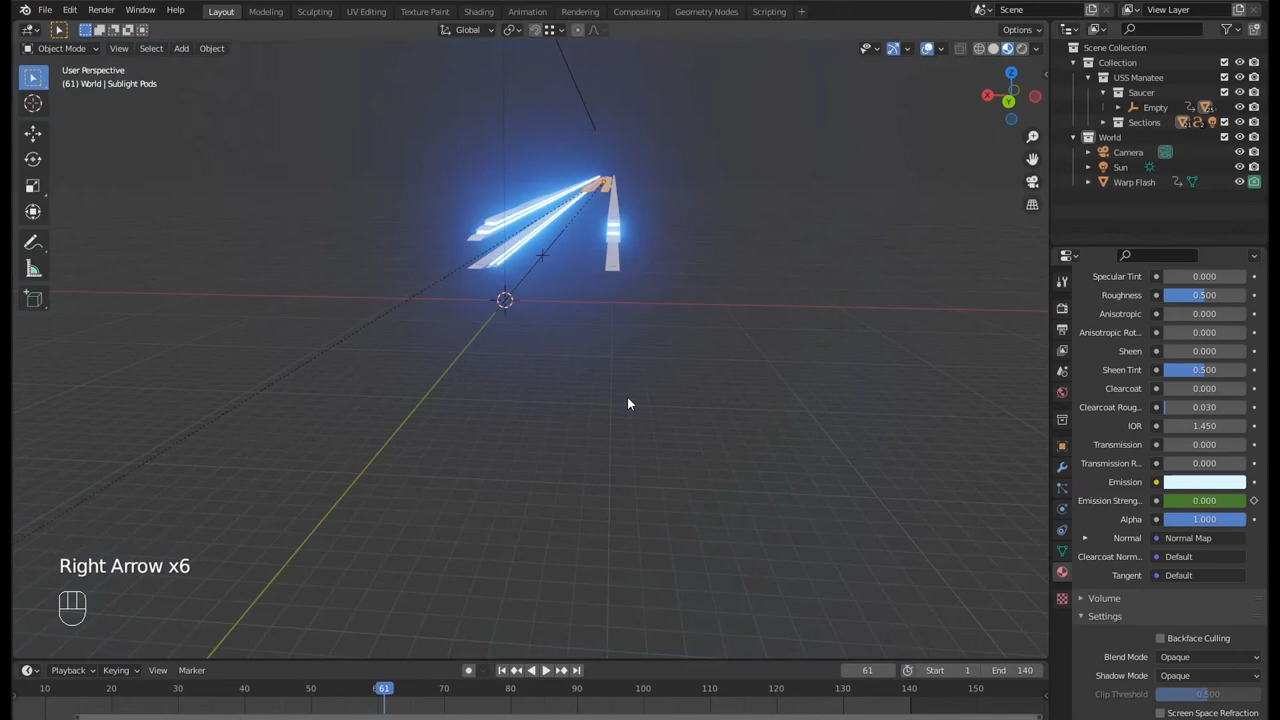 File Edit Render Window Help Layout Modeling Sculpting UV Editing Texture Paint Shading Animation Rendering Compositing Geometry Nodes Scripting + Scene View Layer
Global Options
Object Mode View Select Add Object
User Perspective
(61) World | Sublight Pods
Z
X
Y
Scene Collection
Collection
USS Manatee
Saucer
Empty
Sections
World
Camera
Sun
Warp Flash
Specular Tint 0.000
Roughness 0.500
Anisotropic 0.000
Anisotropic Rot.. 0.000
Sheen 0.000
Sheen Tint 0.500
Clearcoat 0.000
Clearcoat Roug.. 0.030
IOR 1.450
Transmission 0.000
Transmission R.. 0.000
Emission
Emission Streng.. 0.000
Alpha 1.000
Normal Normal Map
Clearcoat Norm.. Default
Tangent Default
Volume
Settings
Backface Culling
Blend Mode Opaque
Shadow Mode Opaque
Clip Threshold 0.500
Screen Space Refraction
Right Arrow x6
Playback Keying View Marker 61 Start 1 End 140
10 20 30 40 50 61 70 80 90 100 110 120 130 140 150